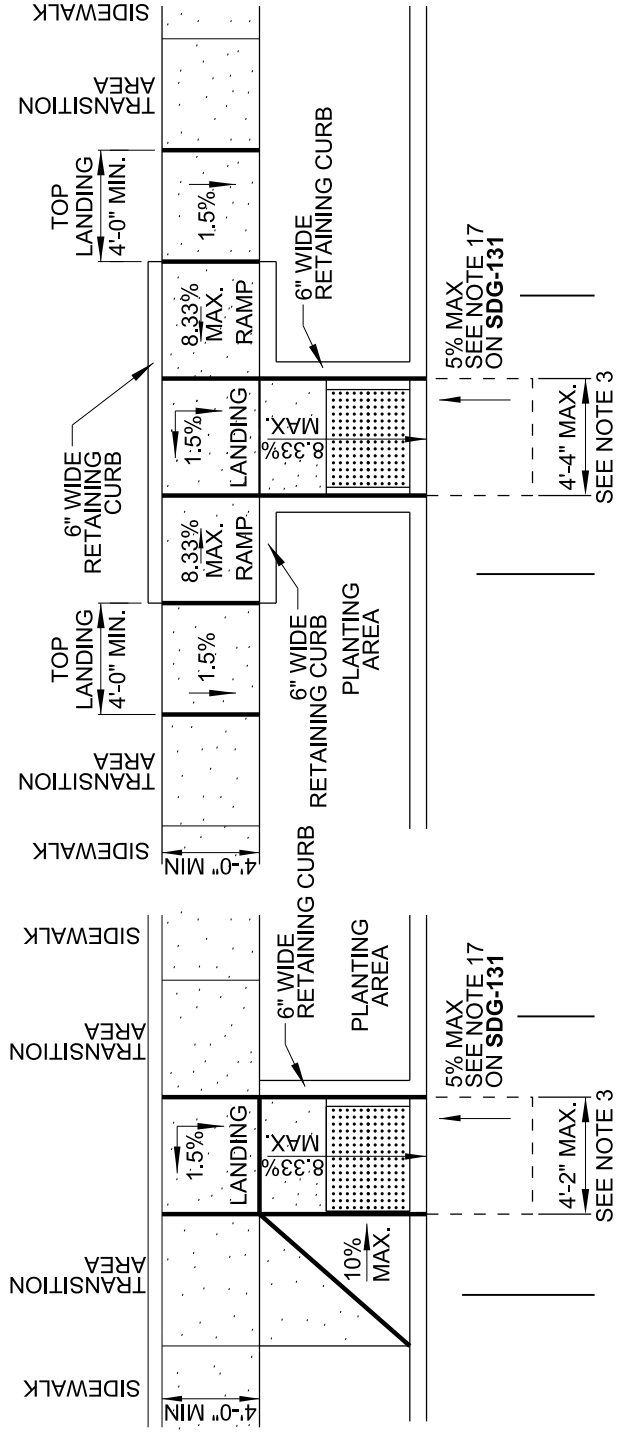 SIDEWALK
TRANSITION
AREA
TRANSITION
AREA
SIDEWALK
4'-0" MIN
1.5%
LANDING
8.33%
MAX.
10%
MAX.
6" WIDE
RETAINING CURB
PLANTING
AREA
5% MAX
SEE NOTE 17
ON SDG-131
4'-2" MAX.
SEE NOTE 3
SIDEWALK
TRANSITION
AREA
TOP
LANDING
4'-0" MIN.
6" WIDE
RETAINING
CURB
TOP
LANDING
4'-0" MIN.
TRANSITION
AREA
SIDEWALK
4'-0" MIN
1.5%
8.33%
MAX.
RAMP
1.5%
LANDING
8.33%
MAX.
RAMP
1.5%
8.33%
MAX.
6" WIDE
RETAINING CURB
PLANTING
AREA
6" WIDE
RETAINING CURB
5% MAX
SEE NOTE 17
ON SDG-131
4'-4" MAX.
SEE NOTE 3